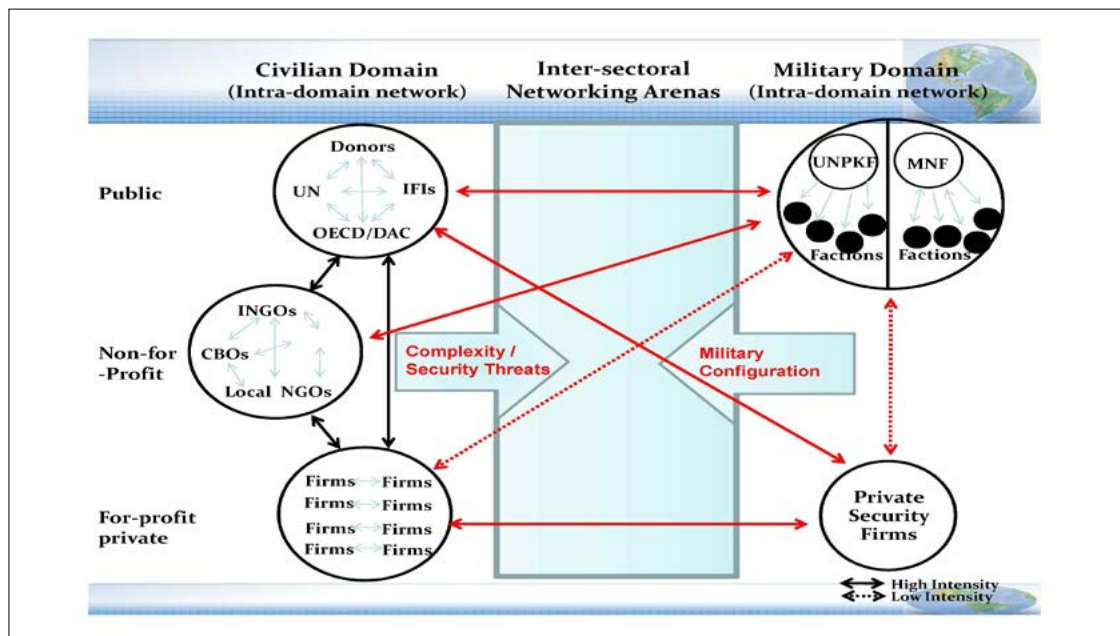 Civilian Domain
(Intra-domain network)
Inter-sectoral
Networking Arenas
Military Domain
(Intra-domain network)
Public
Donors
UN
IFIs
OECD/DAC
UNPKF
MNF
Factions
Factions
Non-for
-Profit
INGOs
CBOs
Local NGOs
Complexity /
Security Threats
Military
Configuration
For-profit
private
Firms Firms
Firms Firms
Firms Firms
Firms Firms
Private
Security
Firms
High Intensity
Low Intensity